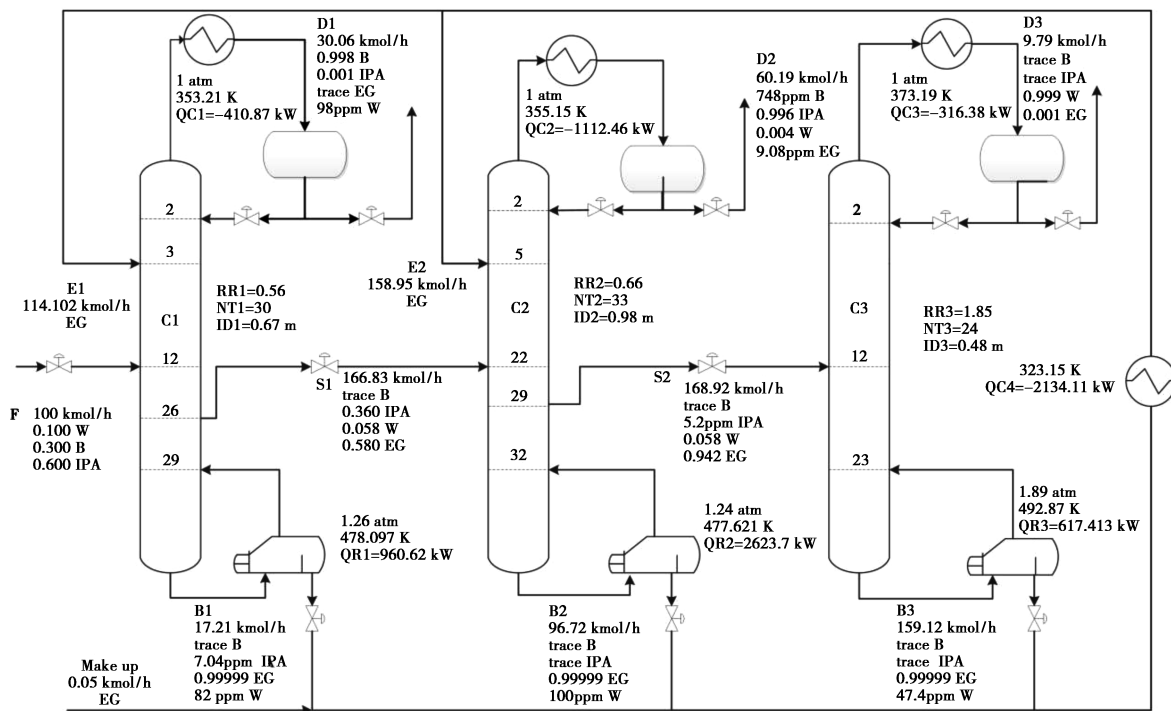 D1
30.06 kmol/h
0.998 B
0.001 IPA
trace EG
98ppm W
1 atm
353.21 K
QC1=−410.87 kW
2
3
E1
114.102 kmol/h
EG
C1
RR1=0.56
NT1=30
ID1=0.67 m
12
26
29
F
100 kmol/h
0.100 W
0.300 B
0.600 IPA
S1
166.83 kmol/h
trace B
0.360 IPA
0.058 W
0.580 EG
1.26 atm
478.097 K
QR1=960.62 kW
B1
17.21 kmol/h
trace B
7.04ppm IPA
0.99999 EG
82 ppm W
Make up
0.05 kmol/h
EG
D2
60.19 kmol/h
748ppm B
0.996 IPA
0.004 W
9.08ppm EG
1 atm
355.15 K
QC2=−1112.46 kW
2
5
E2
158.95 kmol/h
EG
C2
RR2=0.66
NT2=33
ID2=0.98 m
22
29
32
S2
168.92 kmol/h
trace B
5.2ppm IPA
0.058 W
0.942 EG
1.24 atm
477.621 K
QR2=2623.7 kW
B2
96.72 kmol/h
trace B
trace IPA
0.99999 EG
100ppm W
D3
9.79 kmol/h
trace B
trace IPA
0.999 W
0.001 EG
1 atm
373.19 K
QC3=−316.38 kW
2
C3
RR3=1.85
NT3=24
ID3=0.48 m
12
23
323.15 K
QC4=−2134.11 kW
1.89 atm
492.87 K
QR3=617.413 kW
B3
159.12 kmol/h
trace B
trace IPA
0.99999 EG
47.4ppm W